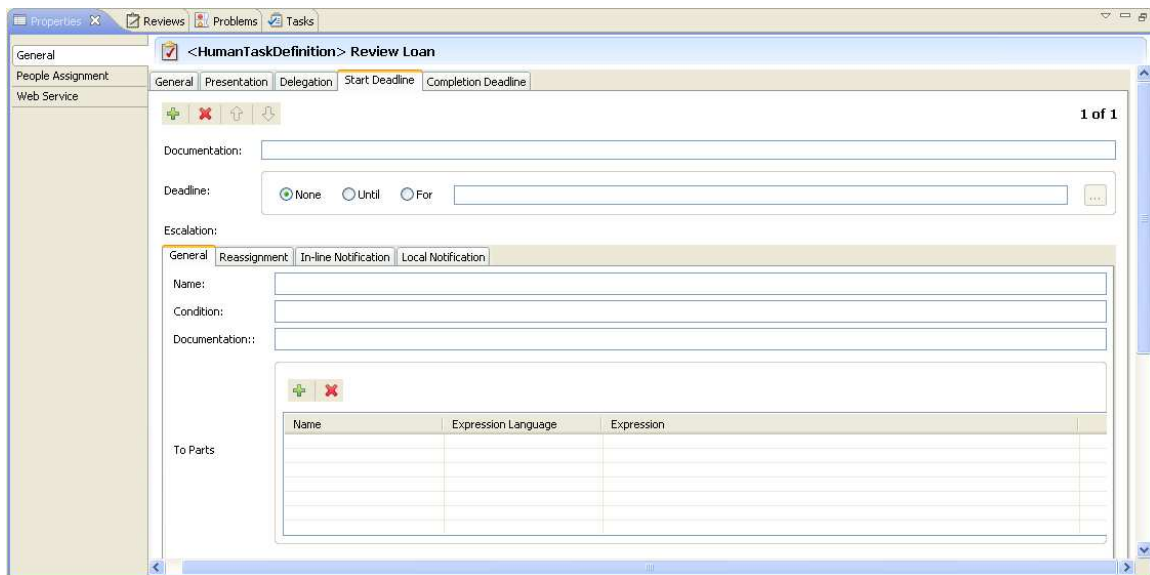 Properties Reviews Problems Tasks
General
People Assignment
Web Service
<HumanTaskDefinition> Review Loan
General Presentation Delegation Start Deadline Completion Deadline
1 of 1
Documentation:
Deadline: None Until For ...
Escalation:
General Reassignment In-line Notification Local Notification
Name:
Condition:
Documentation::
To Parts
Name Expression Language Expression